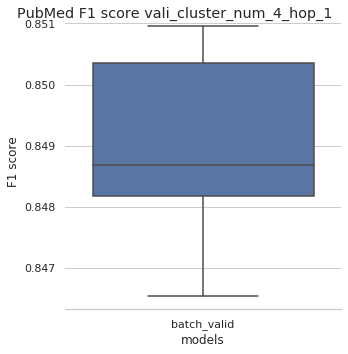 PubMed F1 score vali_cluster_num_4_hop_1
0.851
0.850
0.849
0.848
0.847
F1 score
batch_valid
models